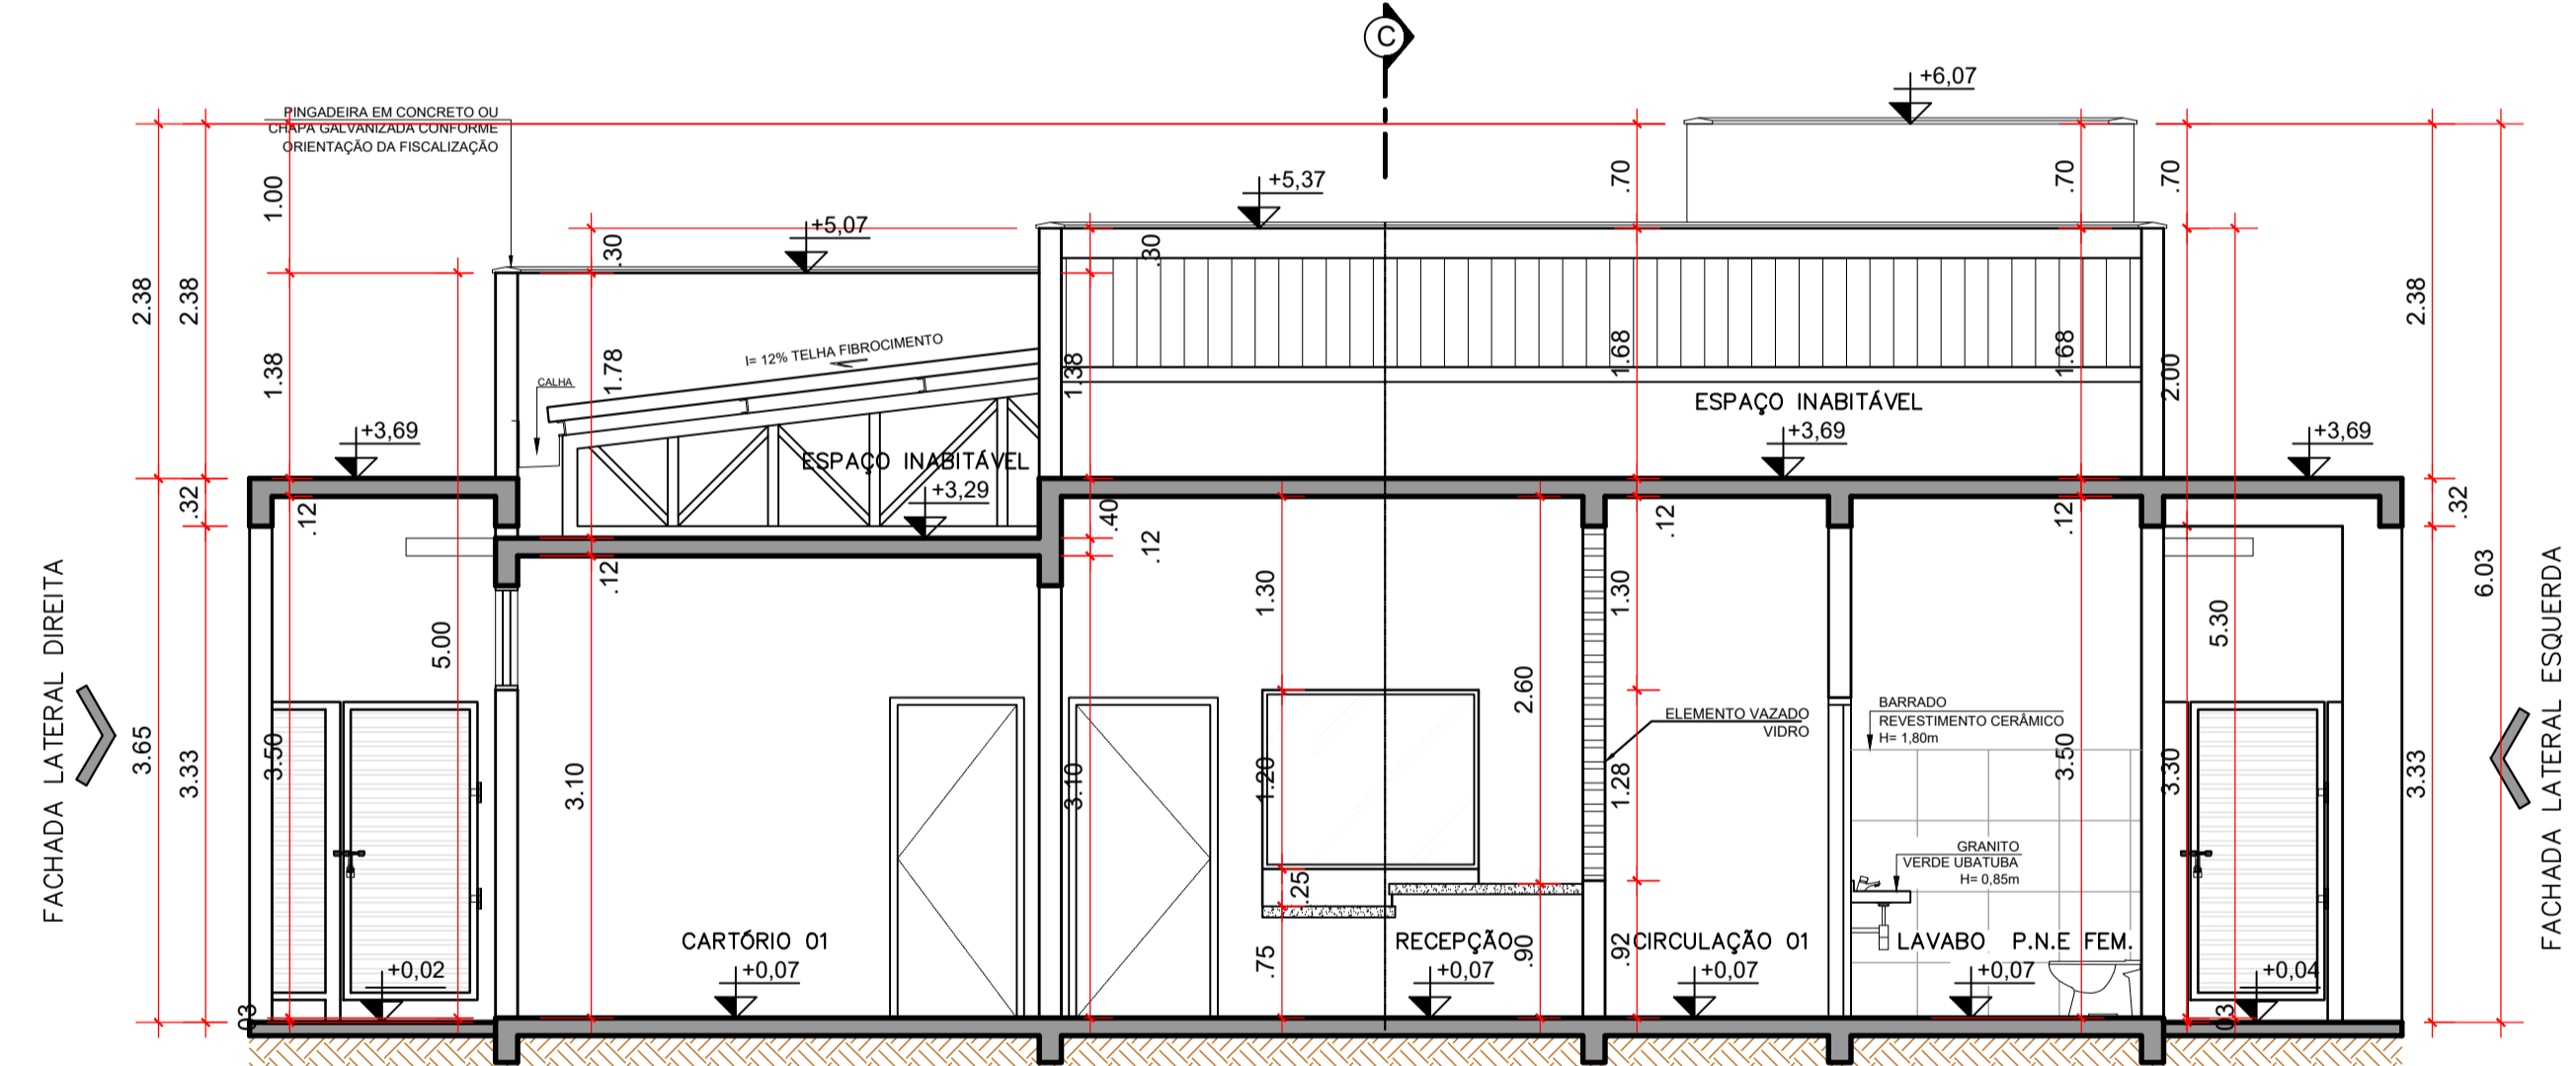 C
+6,07
PINGADEIRA EM CONCRETO OU
CHAPA GALVANIZADA CONFORME
ORIENTAÇÃO DA FISCALIZAÇÃO
1.00
.70
.70
.70
+5,37
+5,07
.30
.30
2.38
2.38
1.38
1.78
I= 12% TELHA FIBROCIMENTO
CALHA
1.38
1.68
1.68
2.00
2.38
ESPAÇO INABITÁVEL
+3,69
+3,69
+3,69
ESPAÇO INABITÁVEL
+3,29
.32
.12
.12
.40
.12
.12
.12
.32
FACHADA LATERAL DIREITA
3.65
3.33
3.50
5.00
3.10
3.10
1.30
1.20
.25
.75
2.60
.90
1.30
1.28
.92
ELEMENTO VAZADO
VIDRO
BARRADO
REVESTIMENTO CERÂMICO
H= 1,80m
GRANITO
VERDE UBATUBA
H= 0,85m
3.50
3.30
5.30
3.33
6.03
FACHADA LATERAL ESQUERDA
CARTÓRIO 01
+0,07
RECEPÇÃO
+0,07
CIRCULAÇÃO 01
+0,07
LAVABO P.N.E FEM.
+0,07
+0,02
+0,04
03
.03